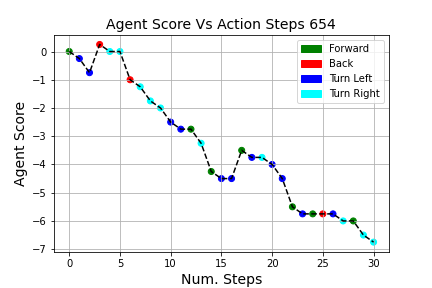 Agent Score Vs Action Steps 654
Forward
Back
Turn Left
Turn Right
0
−1
−2
−3
−4
−5
−6
−7
Agent Score
0 5 10 15 20 25 30
Num. Steps